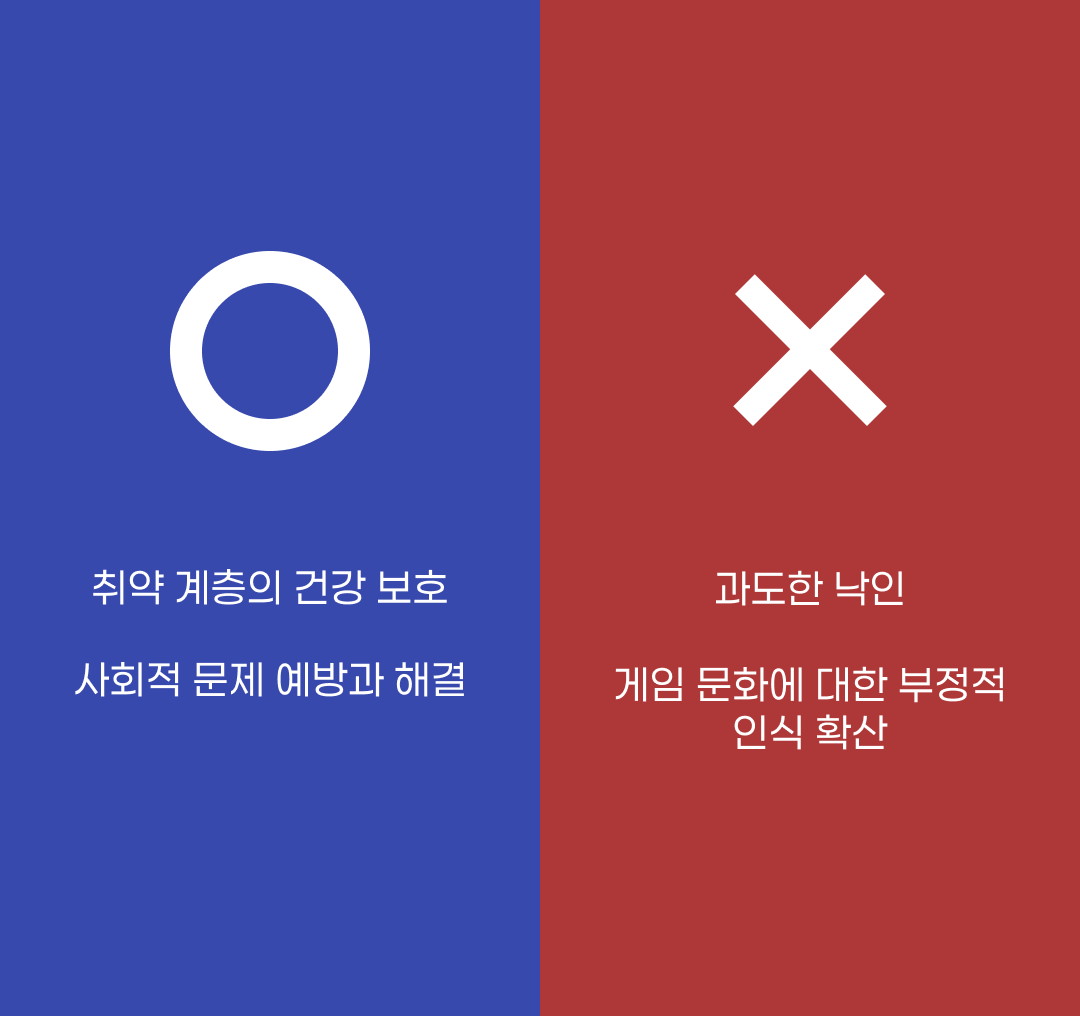 취약 계층의 건강 보호
사회적 문제 예방과 해결
과도한 낙인
게임 문화에 대한 부정적
인식 확산